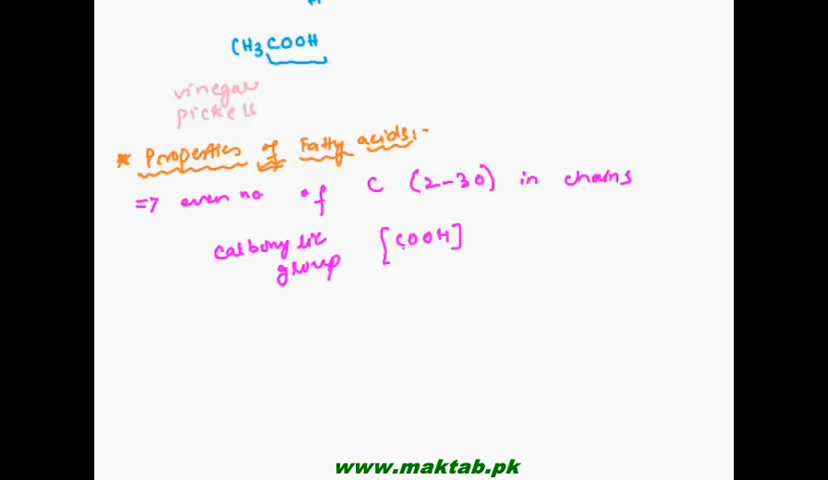 CH3COOH
vinegar
pickels
* Properties of Fatty acids:-
=> even no of C (2-30) in chains
carboxylic [COOH]
group
www.maktab.pk